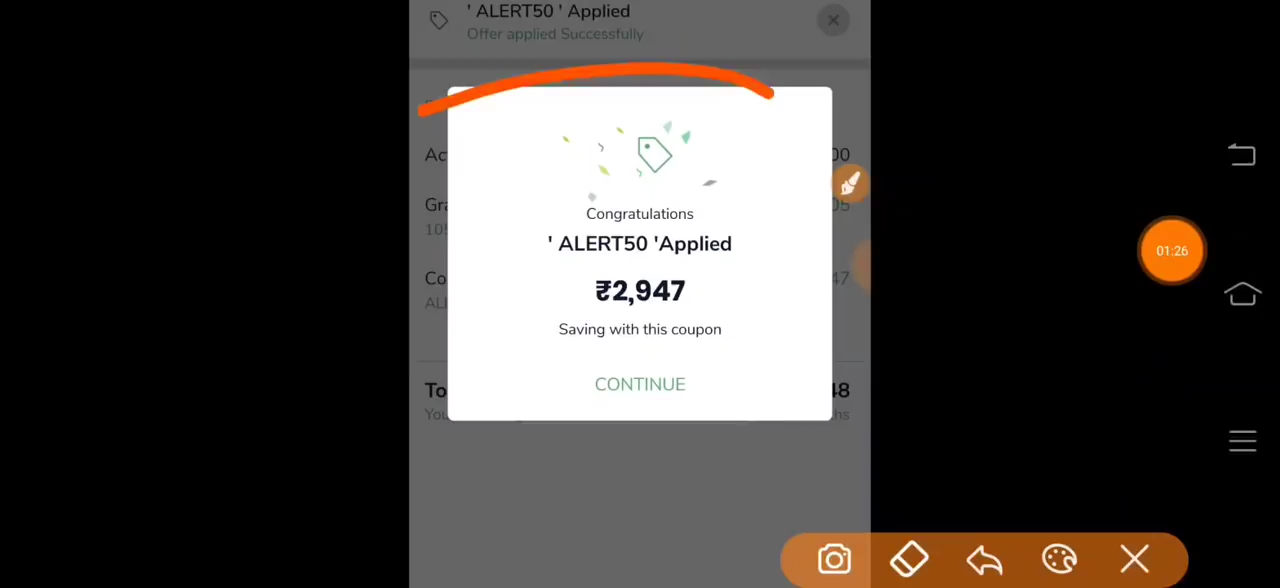 ' ALERT50 ' Applied
Offer applied Successfully
Congratulations
' ALERT50 'Applied
₹2,947
Saving with this coupon
CONTINUE
01:26